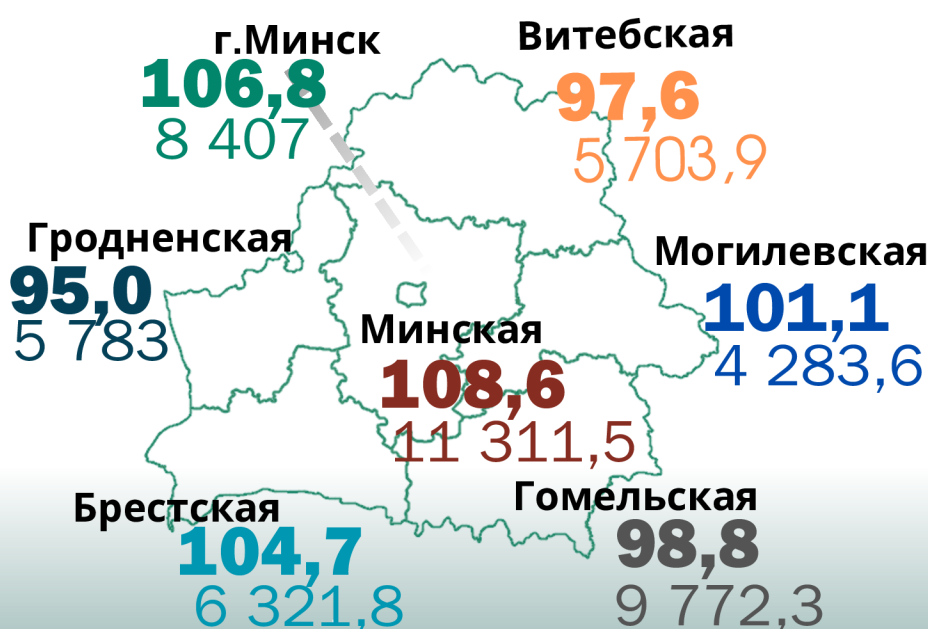 г.Минск
106,8
8 407
Витебская
97,6
5 703,9
Гродненская
95,0
5 783
Могилевская
101,1
4 283,6
Минская
108,6
11 311,5
Брестская
104,7
6 321,8
Гомельская
98,8
9 772,3